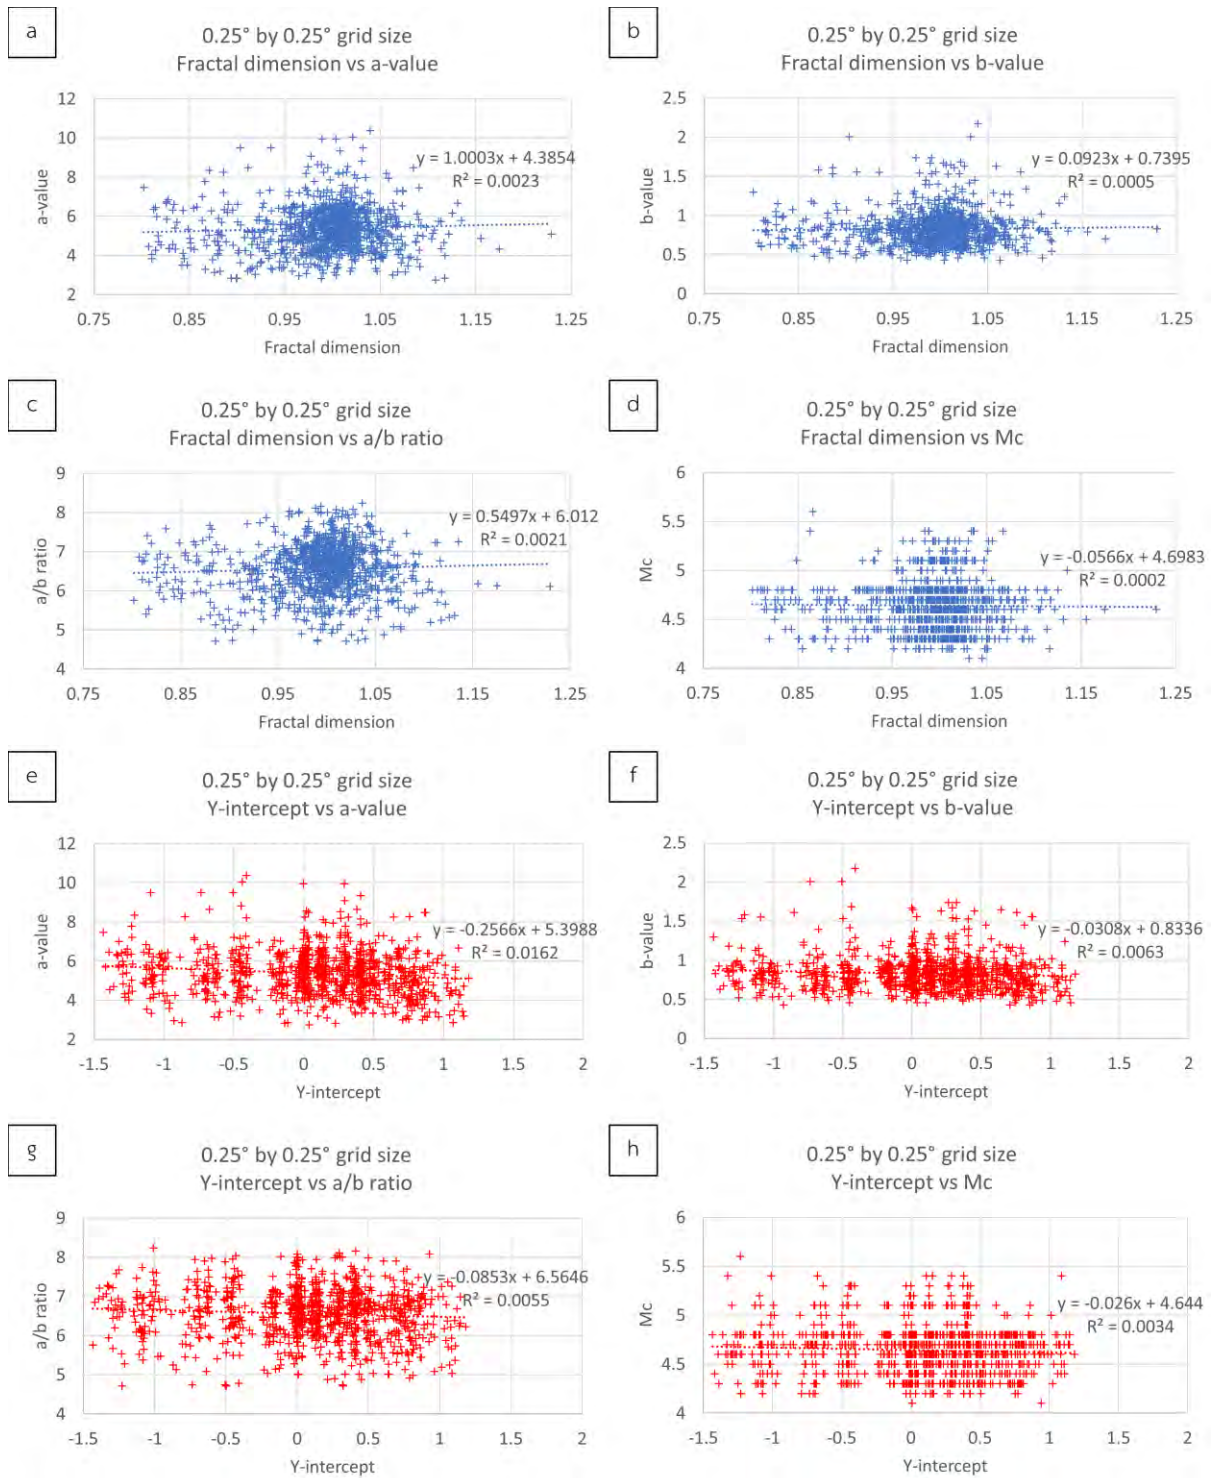 a
0.25° by 0.25° grid size
Fractal dimension vs a-value
12
10
8
6
4
2
a-value
y = 1.0003x + 4.3854
R² = 0.0023
0.75 0.85 0.95 1.05 1.15 1.25
Fractal dimension
b
0.25° by 0.25° grid size
Fractal dimension vs b-value
2.5
2
1.5
1
0.5
0
b-value
y = 0.0923x + 0.7395
R² = 0.0005
0.75 0.85 0.95 1.05 1.15 1.25
Fractal dimension
c
0.25° by 0.25° grid size
Fractal dimension vs a/b ratio
9
8
7
6
5
4
a/b ratio
y = 0.5497x + 6.012
R² = 0.0021
0.75 0.85 0.95 1.05 1.15 1.25
Fractal dimension
d
0.25° by 0.25° grid size
Fractal dimension vs Mc
6
5.5
5
4.5
4
Mc
y = -0.0566x + 4.6983
R² = 0.0002
0.75 0.85 0.95 1.05 1.15 1.25
Fractal dimension
e
0.25° by 0.25° grid size
Y-intercept vs a-value
12
10
8
6
4
2
a-value
y = -0.2566x + 5.3988
R² = 0.0162
-1.5 -1 -0.5 0 0.5 1 1.5 2
Y-intercept
f
0.25° by 0.25° grid size
Y-intercept vs b-value
2.5
2
1.5
1
0.5
0
b-value
y = -0.0308x + 0.8336
R² = 0.0063
-1.5 -1 -0.5 0 0.5 1 1.5 2
Y-intercept
g
0.25° by 0.25° grid size
Y-intercept vs a/b ratio
9
8
7
6
5
4
a/b ratio
y = -0.0853x + 6.5646
R² = 0.0055
-1.5 -1 -0.5 0 0.5 1 1.5 2
Y-intercept
h
0.25° by 0.25° grid size
Y-intercept vs Mc
6
5.5
5
4.5
4
Mc
y = -0.026x + 4.644
R² = 0.0034
-1.5 -1 -0.5 0 0.5 1 1.5 2
Y-intercept